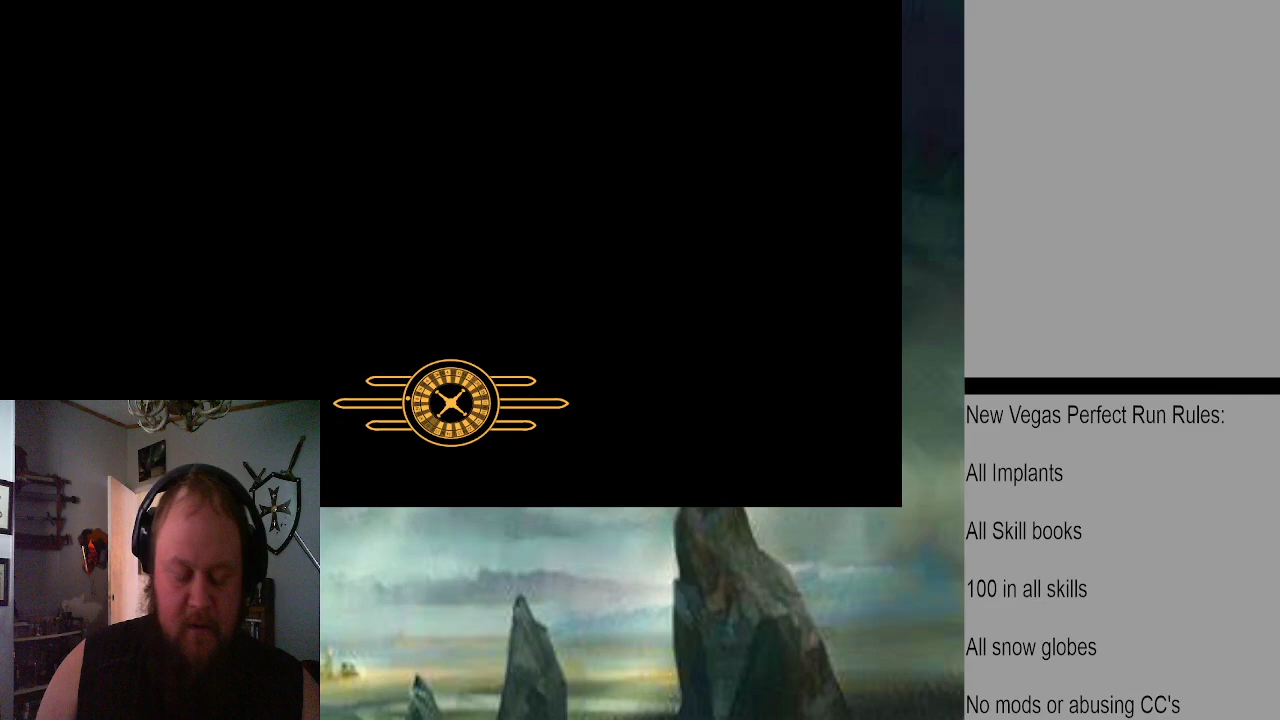 New Vegas Perfect Run Rules:
All Implants
All Skill books
100 in all skills
All snow globes
No mods or abusing CC's